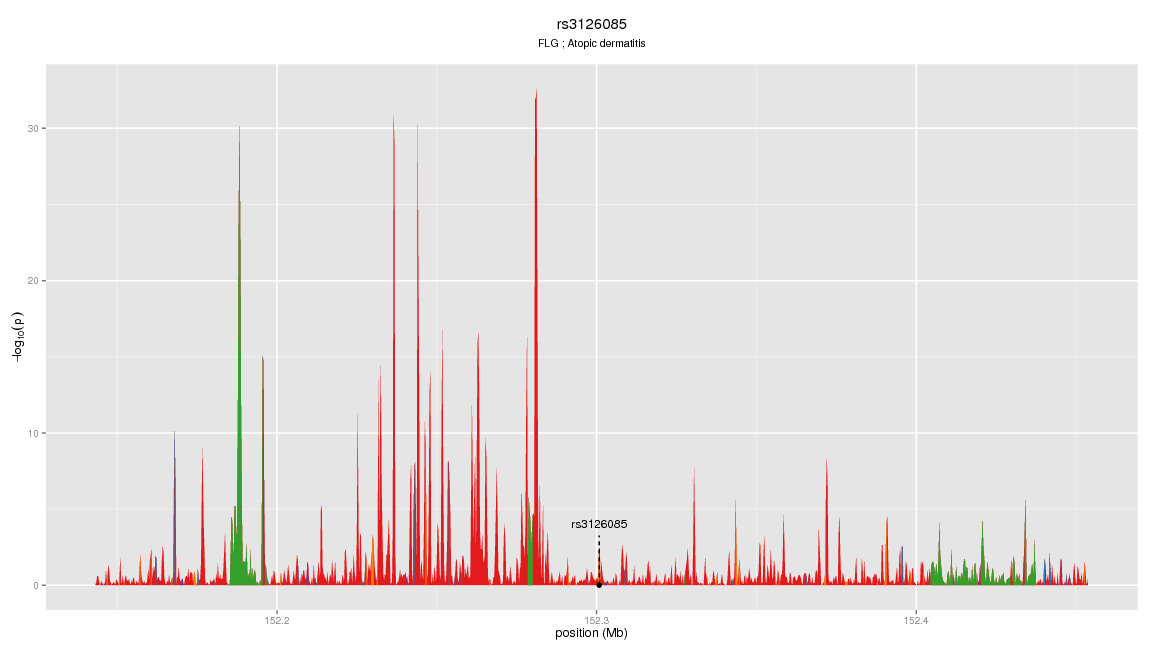 rs3126085
FLG ; Atopic dermatitis
30
20
10
0
−log10(p)
rs3126085
152.2
152.3
152.4
position (Mb)